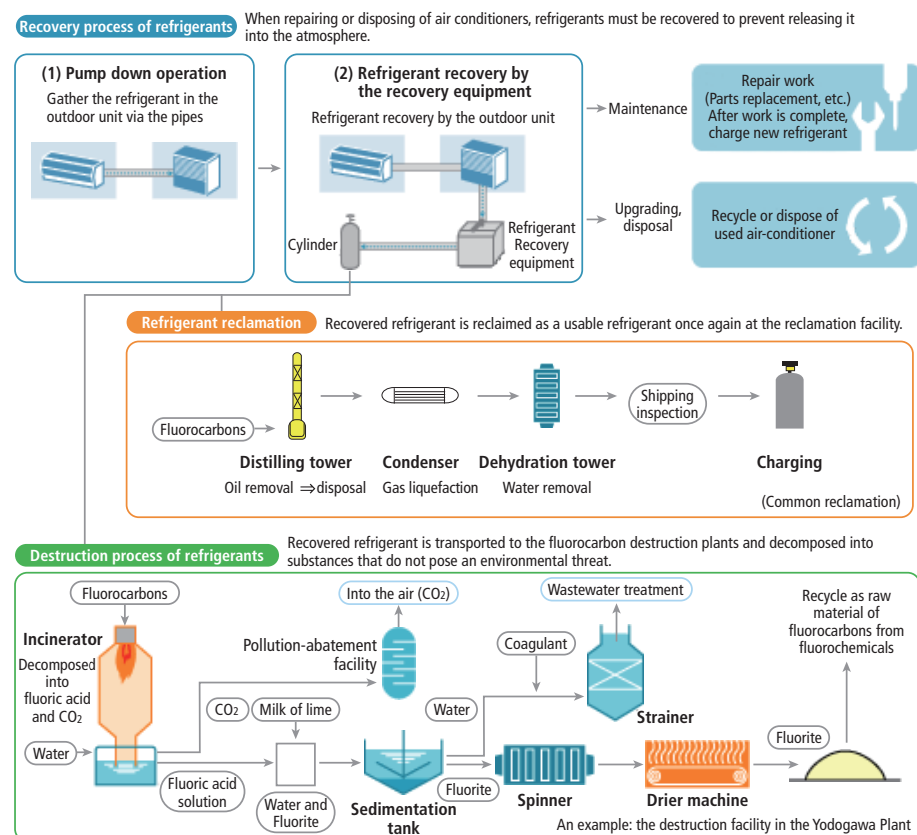 Recovery process of refrigerants
When repairing or disposing of air conditioners, refrigerants must be recovered to prevent releasing it
into the atmosphere.
(1) Pump down operation
Gather the refrigerant in the
outdoor unit via the pipes
(2) Refrigerant recovery by
the recovery equipment
Refrigerant recovery by the outdoor unit
Cylinder
Refrigerant
Recovery
equipment
Maintenance
Repair work
(Parts replacement, etc.)
After work is complete,
charge new refrigerant
Upgrading,
disposal
Recycle or dispose of
used air-conditioner
Refrigerant reclamation
Recovered refrigerant is reclaimed as a usable refrigerant once again at the reclamation facility.
Fluorocarbons
Distilling tower
Oil removal ⇒disposal
Condenser
Gas liquefaction
Dehydration tower
Water removal
Shipping
inspection
Charging
(Common reclamation)
Destruction process of refrigerants
Recovered refrigerant is transported to the fluorocarbon destruction plants and decomposed into
substances that do not pose an environmental threat.
Fluorocarbons
Incinerator
Decomposed
into
fluoric acid
and CO₂
Water
Fluoric acid
solution
Into the air (CO₂)
Pollution-abatement
facility
CO₂
Milk of lime
Water and
Fluorite
Sedimentation
tank
Water
Fluorite
Coagulant
Wastewater treatment
Strainer
Spinner
Drier machine
Fluorite
Recycle as raw
material of
fluorocarbons from
fluorochemicals
An example: the destruction facility in the Yodogawa Plant